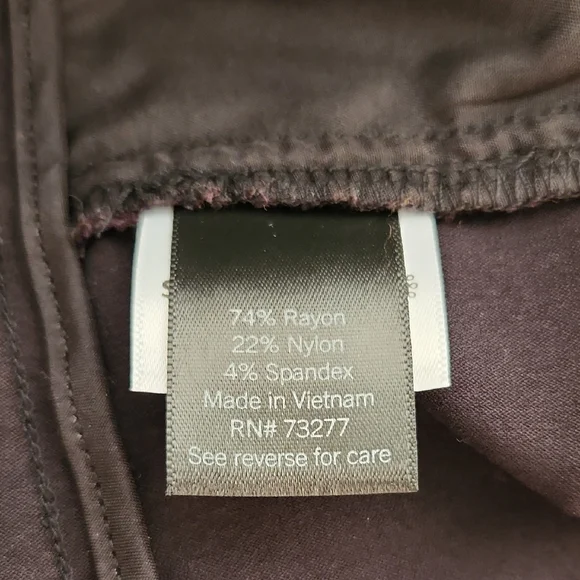 74% Rayon
22% Nylon
4% Spandex
Made in Vietnam
RN# 73277
See reverse for care